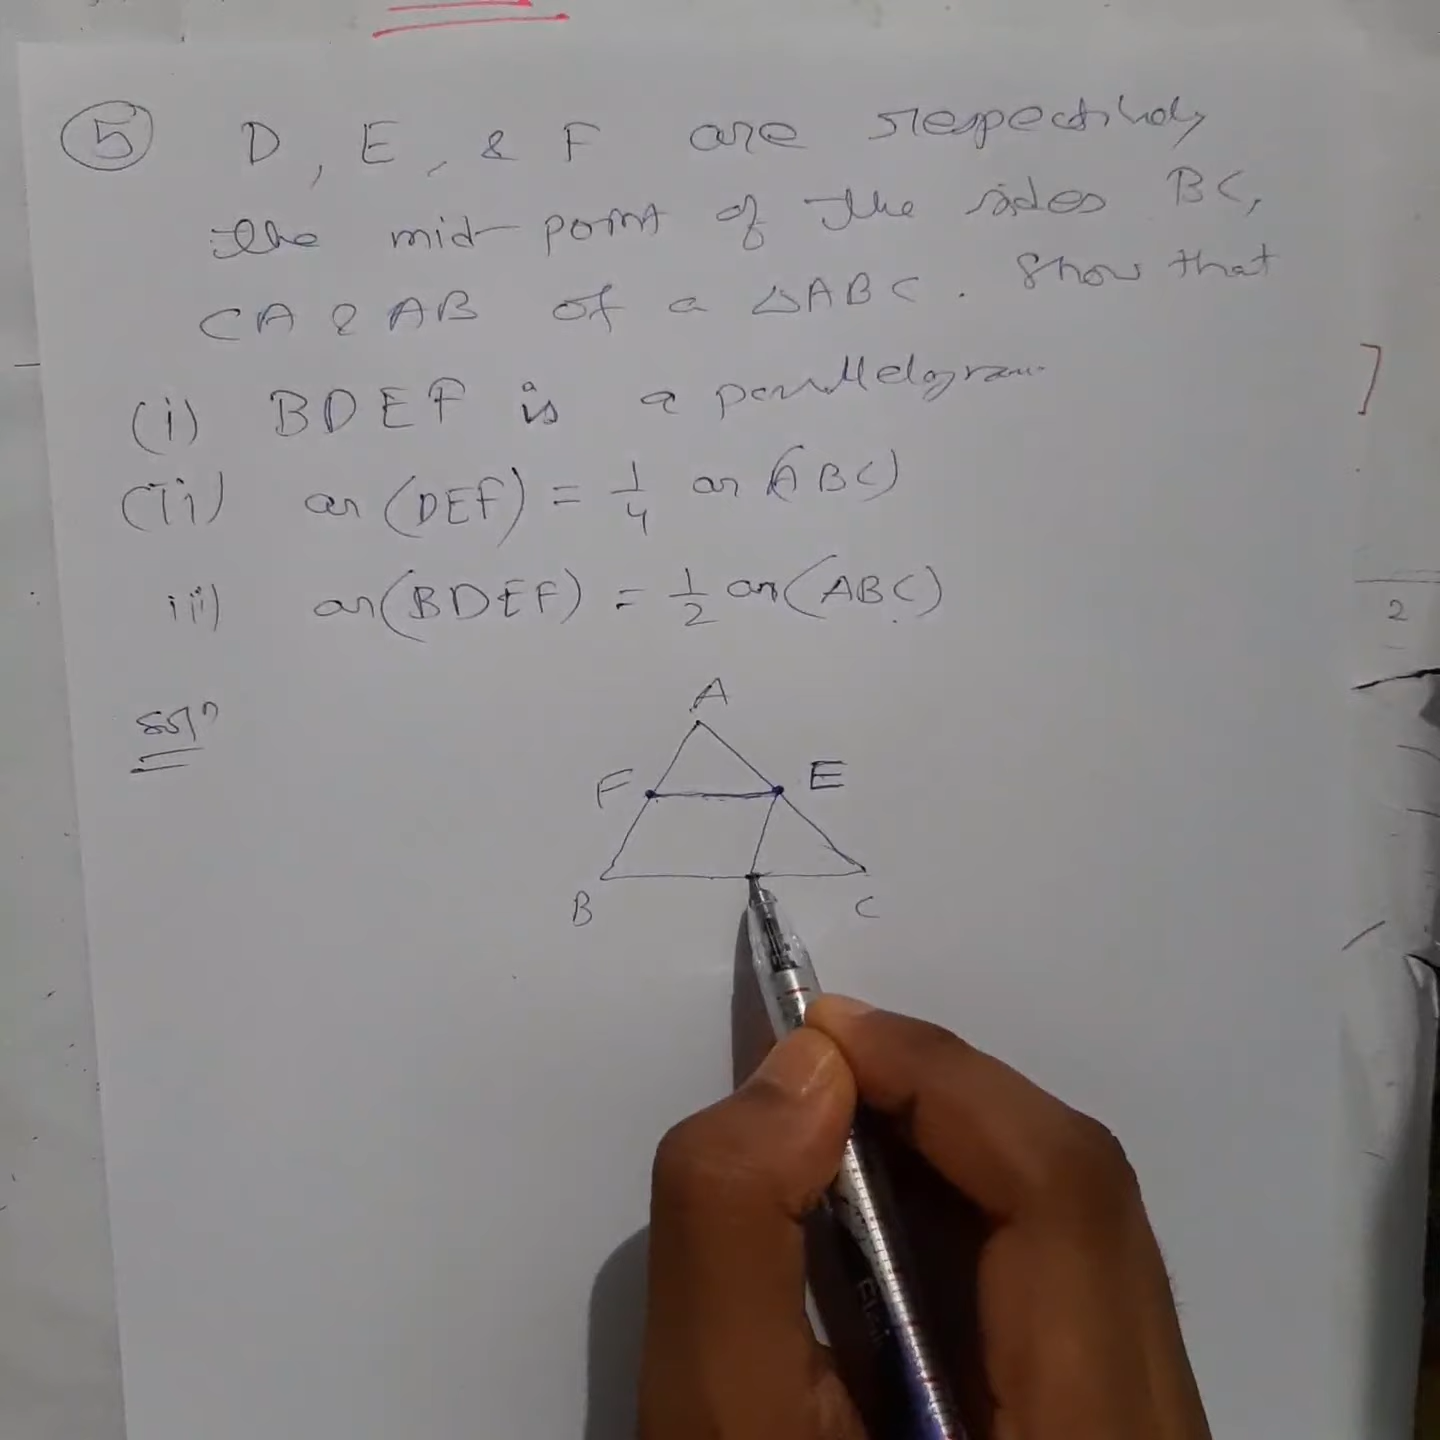 5 D, E, & F are respectively
the mid-point of the sides BC,
CA & AB of a △ABC. Show that
(i) BDEF is a parallelogram
(ii) ar(DEF) = 1/4 ar(ABC)
iii) ar(BDEF) = 1/2 ar(ABC)
Solⁿ
A
F E
B C
2